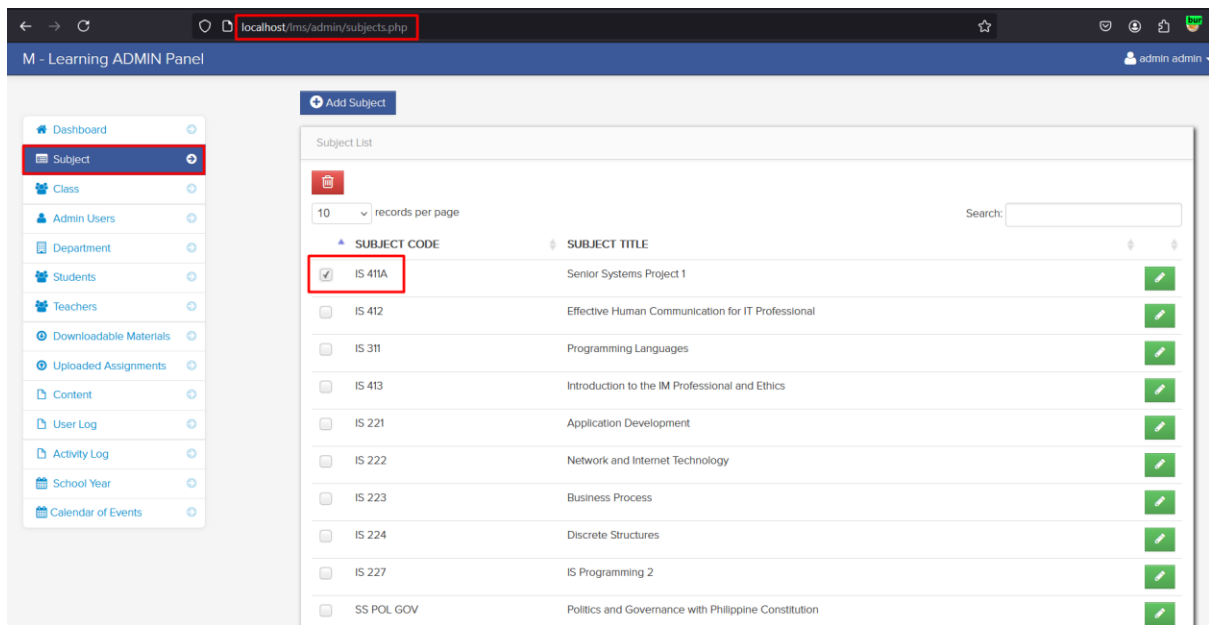 localhost/lms/admin/subjects.php
bur
M - Learning ADMIN Panel
admin admin
Add Subject
Dashboard
Subject
Class
Admin Users
Department
Students
Teachers
Downloadable Materials
Uploaded Assignments
Content
User Log
Activity Log
School Year
Calendar of Events
Subject List
10 records per page Search:
SUBJECT CODE SUBJECT TITLE
IS 411A Senior Systems Project 1
IS 412 Effective Human Communication for IT Professional
IS 311 Programming Languages
IS 413 Introduction to the IM Professional and Ethics
IS 221 Application Development
IS 222 Network and Internet Technology
IS 223 Business Process
IS 224 Discrete Structures
IS 227 IS Programming 2
SS POL GOV Politics and Governance with Philippine Constitution